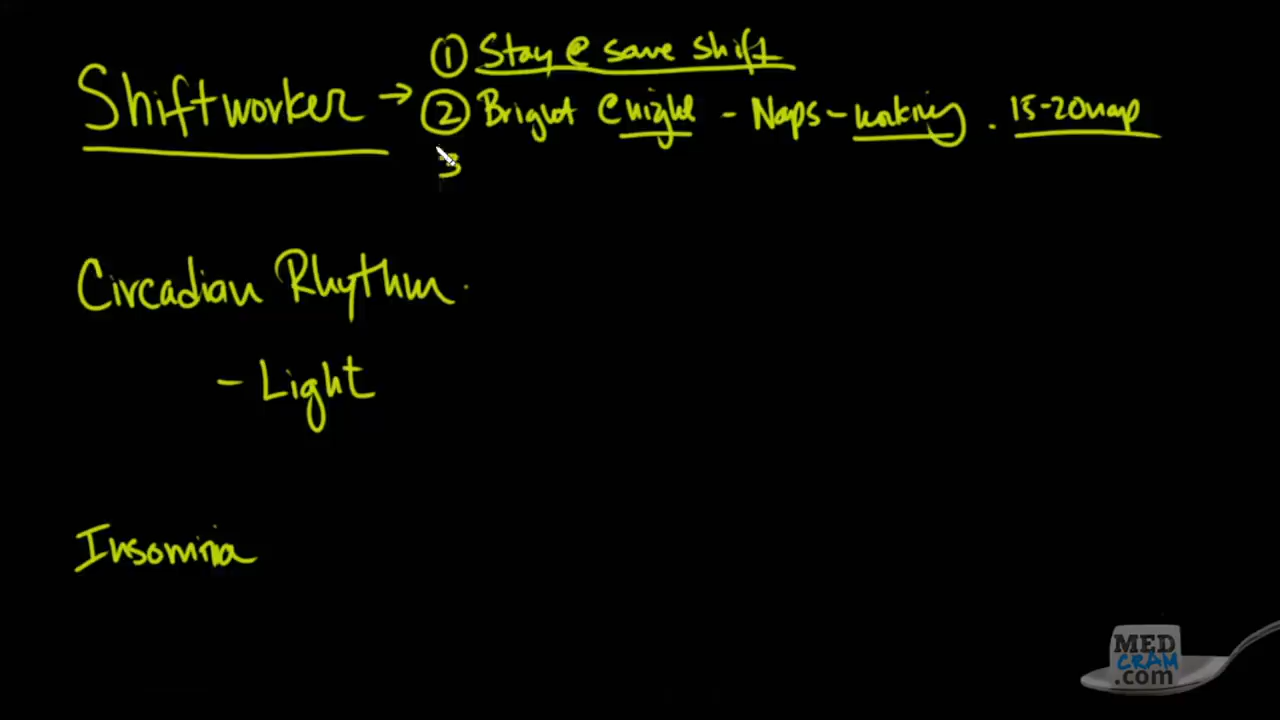 ① Stay @ same shift
Shiftworker → ② Bright @ night - Naps - working . 15-20 nap
3
Circadian Rhythm .
- Light
Insomnia
MED
CRAM
.com